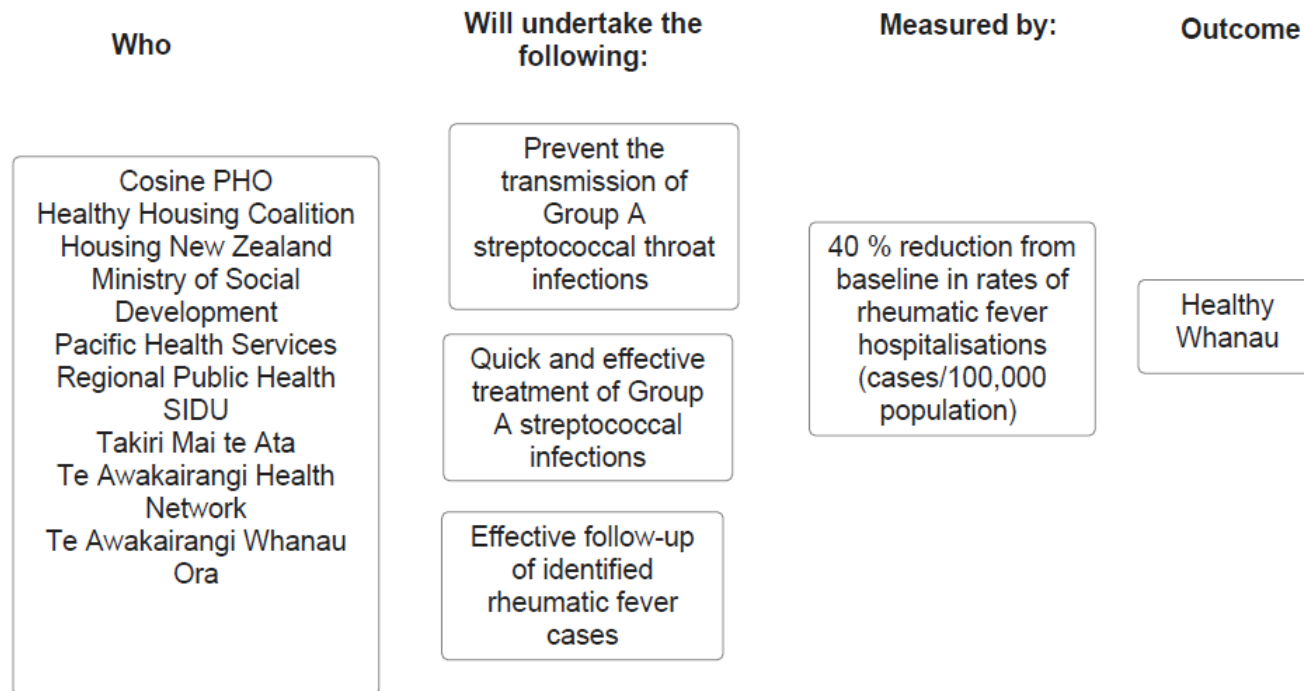 Who
Will undertake the
following:
Measured by:
Outcome
Cosine PHO
Healthy Housing Coalition
Housing New Zealand
Ministry of Social
Development
Pacific Health Services
Regional Public Health
SIDU
Takiri Mai te Ata
Te Awakairangi Health
Network
Te Awakairangi Whanau
Ora
Prevent the
transmission of
Group A
streptococcal throat
infections
Quick and effective
treatment of Group
A streptococcal
infections
Effective follow-up
of identified
rheumatic fever
cases
40 % reduction from
baseline in rates of
rheumatic fever
hospitalisations
(cases/100,000
population)
Healthy
Whanau